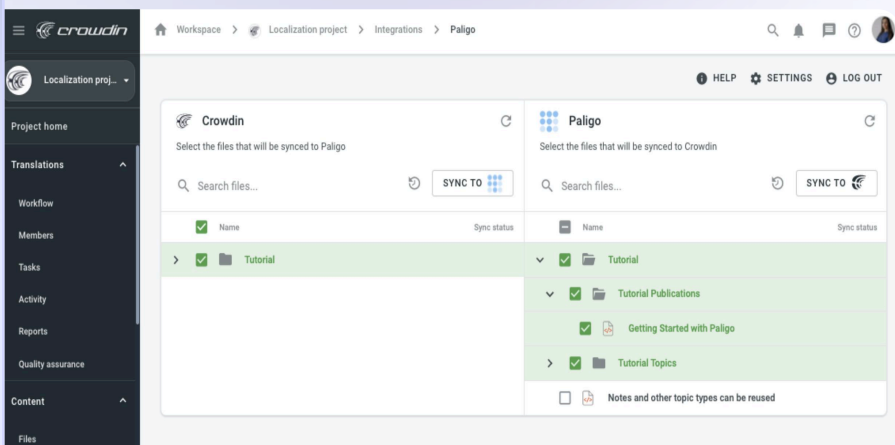 crowdin
Workspace > Localization project > Integrations > Paligo
Localization proj...
HELP SETTINGS LOG OUT
Project home
Translations
Workflow
Members
Tasks
Activity
Reports
Quality assurance
Content
Files
Crowdin
Select the files that will be synced to Paligo
Search files...
SYNC TO
Name Sync status
Tutorial
Paligo
Select the files that will be synced to Crowdin
Search files...
SYNC TO
Name Sync status
Tutorial
Tutorial Publications
Getting Started with Paligo
Tutorial Topics
Notes and other topic types can be reused